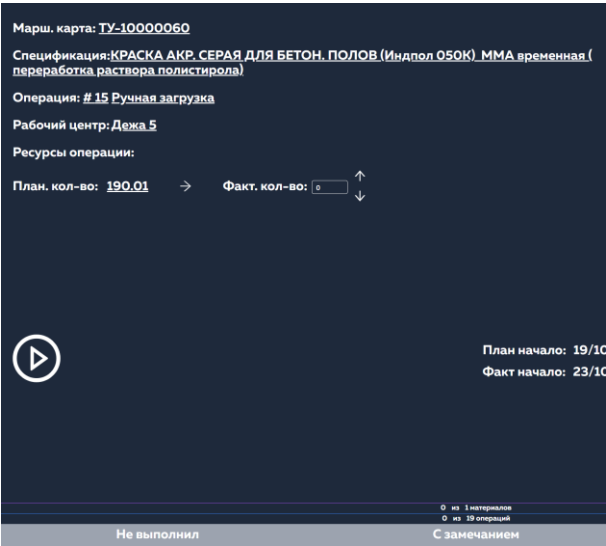 Марш. карта: ТУ-10000060
Спецификация:КРАСКА АКР. СЕРАЯ ДЛЯ БЕТОН. ПОЛОВ (Индпол 050К)_ММА временная (
переработка раствора полистирола)
Операция: # 15 Ручная загрузка
Рабочий центр: Дежа 5
Ресурсы операции:
План. кол-во: 190.01 → Факт. кол-во: 0 ↑ ↓
План начало: 19/10
Факт начало: 23/10
0 из 1 материалов
0 из 19 операций
Не выполнил С замечанием